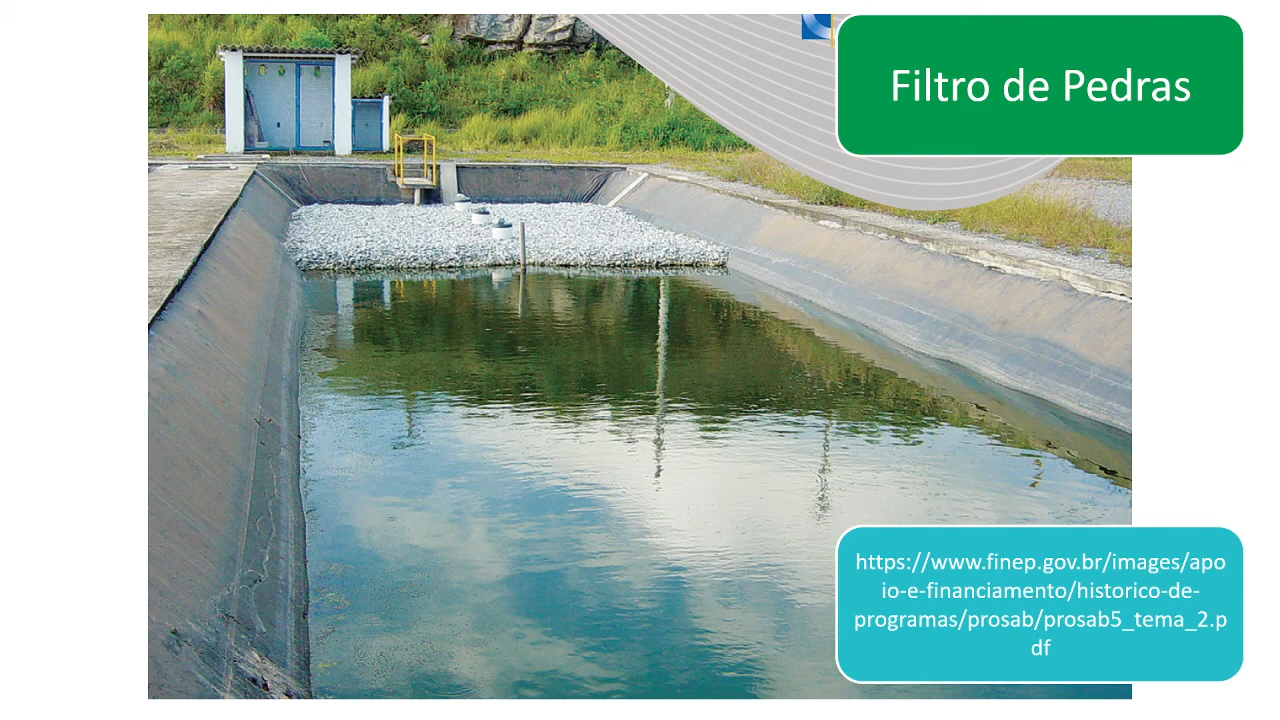 Filtro de Pedras
https://www.finep.gov.br/images/apo
io-e-financiamento/historico-de-
programas/prosab/prosab5_tema_2.p
df